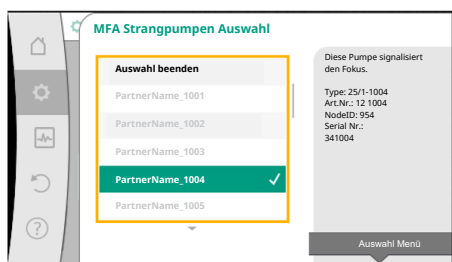 MFA Strangpumpen Auswahl
Auswahl beenden
PartnerName_1001
PartnerName_1002
PartnerName_1003
PartnerName_1004
PartnerName_1005
Diese Pumpe signalisiert
den Fokus.
Type: 25/1-1004
Art.Nr.: 12 1004
NodeID: 954
Serial Nr.:
341004
Auswahl Menü
?